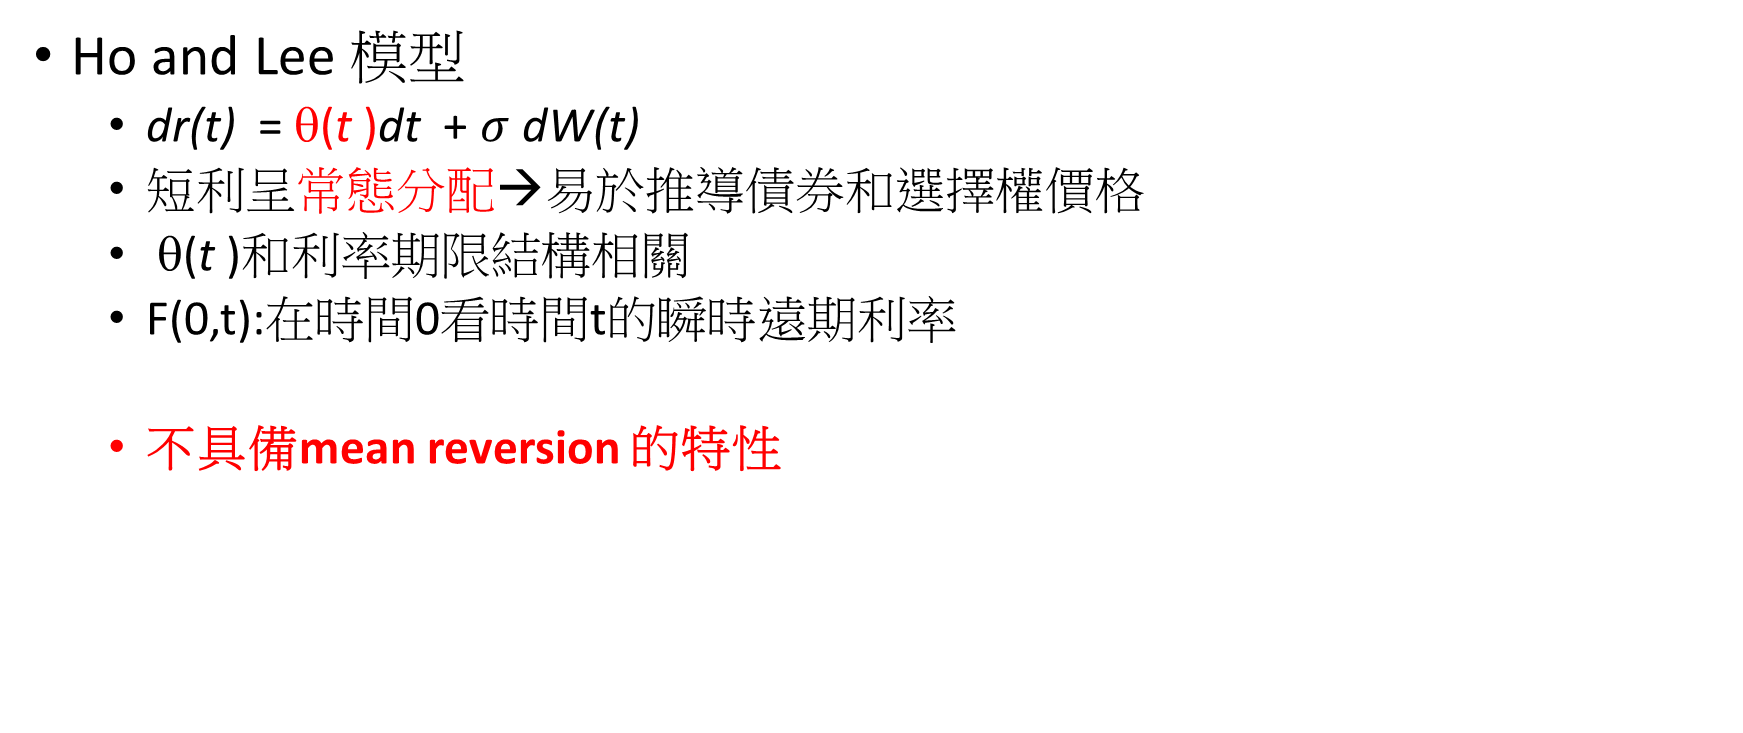 • Ho and Lee 模型
• dr(t) = θ(t )dt + σ dW(t)
• 短利呈常態分配→易於推導債券和選擇權價格
• θ(t )和利率期限結構相關
• F(0,t):在時間0看時間t的瞬時遠期利率
• 不具備mean reversion 的特性